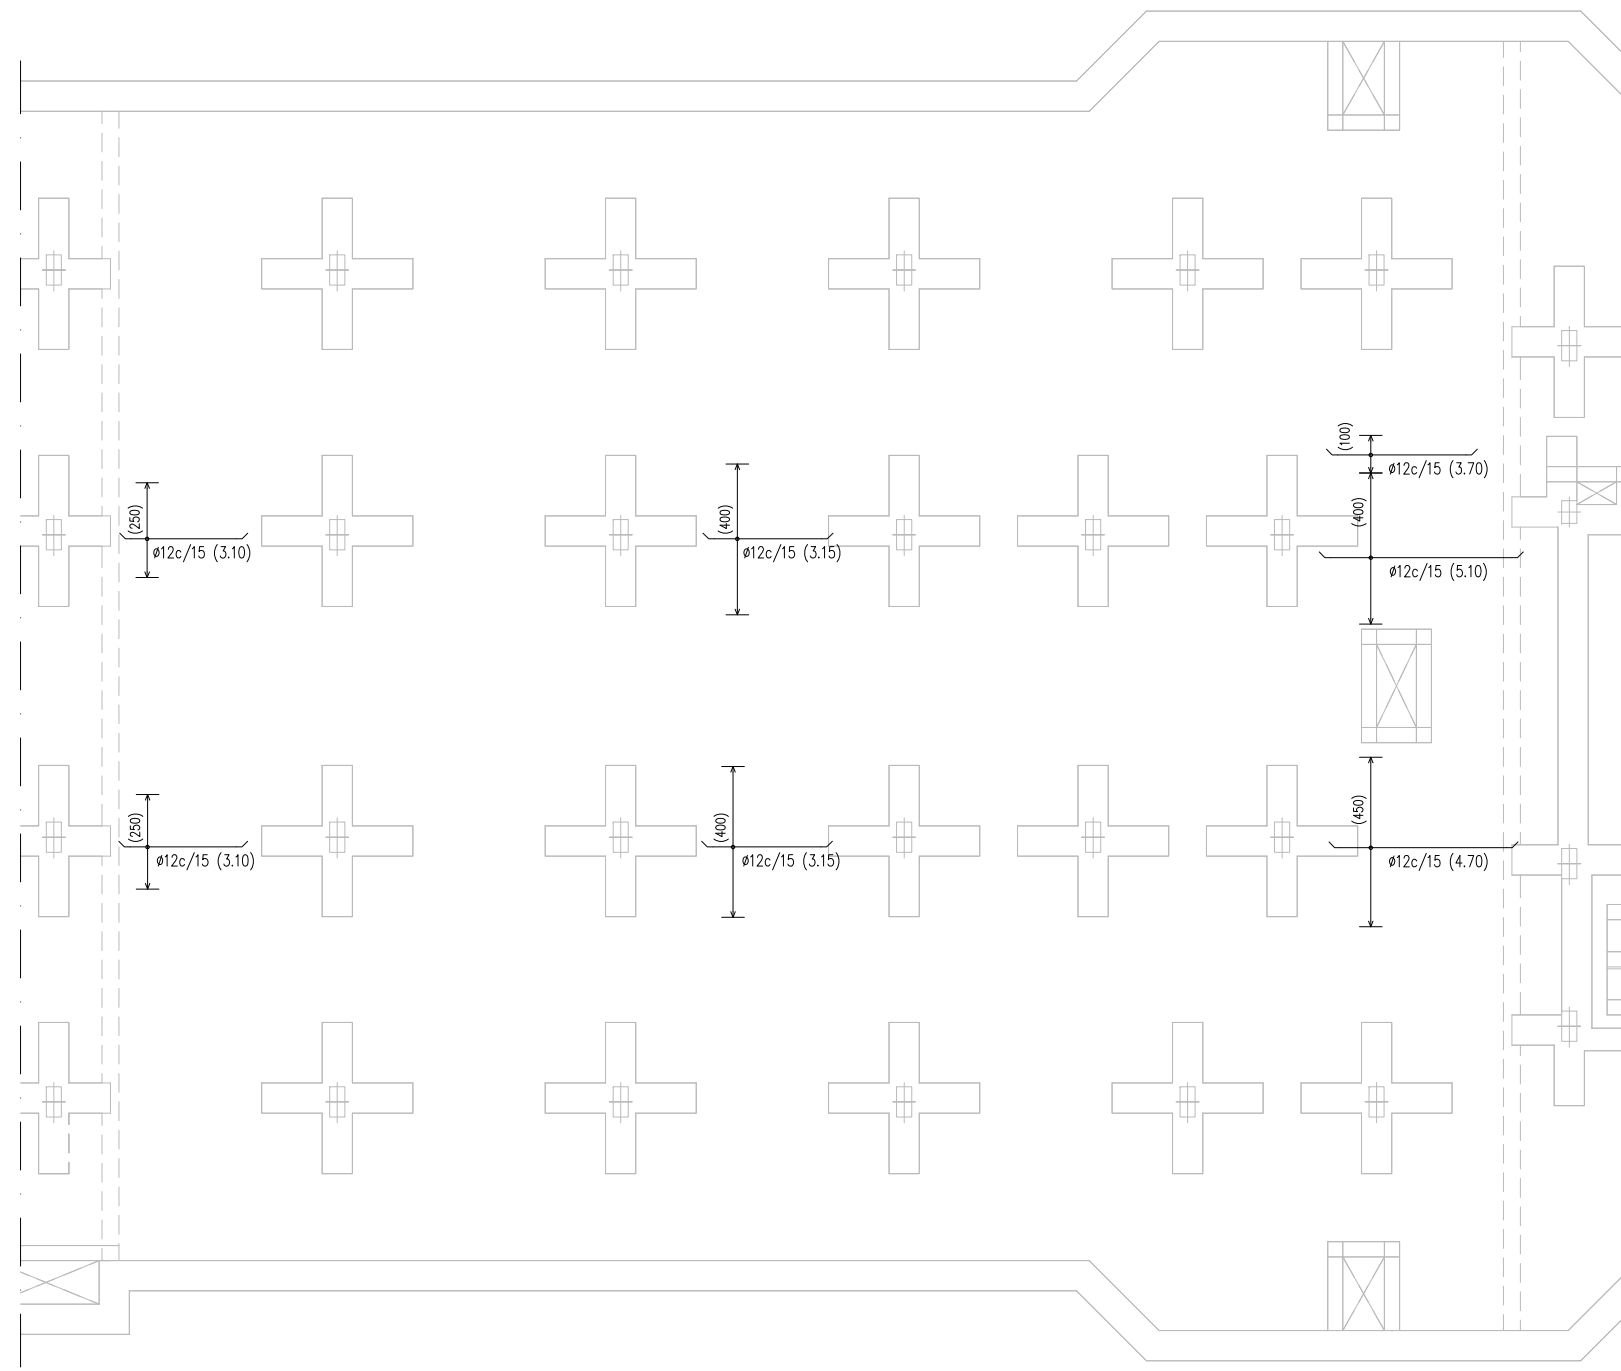 (100)
ø12c/15 (3.70)
(250)
ø12c/15 (3.10)
(400)
ø12c/15 (3.15)
(400)
ø12c/15 (5.10)
(250)
ø12c/15 (3.10)
(400)
ø12c/15 (3.15)
(450)
ø12c/15 (4.70)